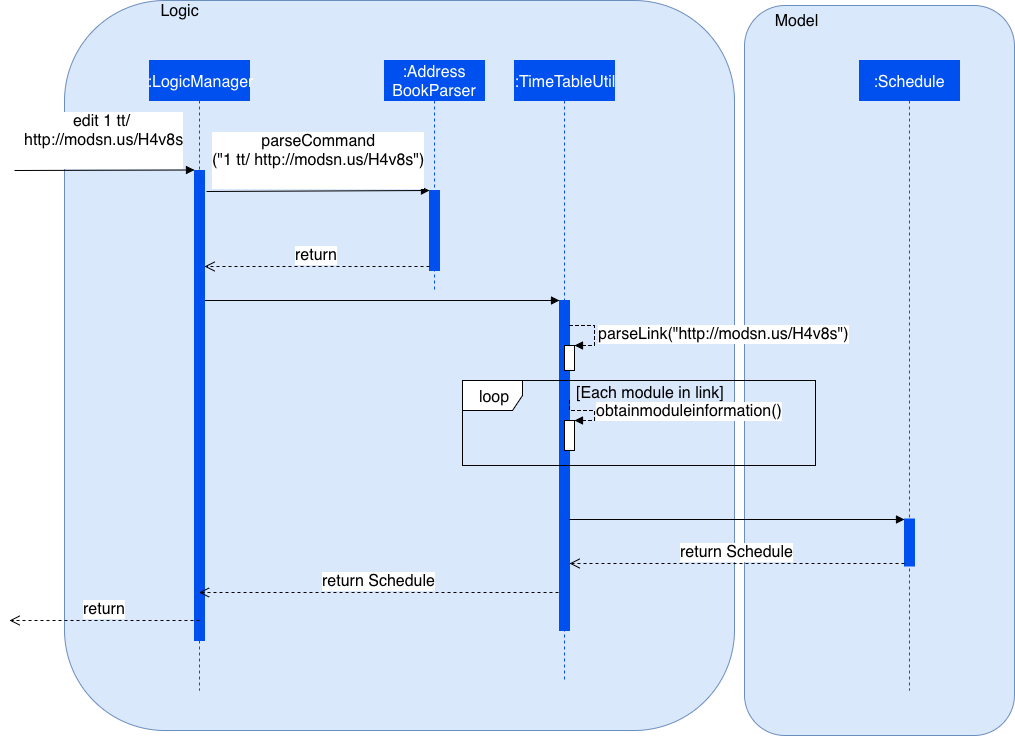 Logic
Model
:LogicManager
:Address
BookParser
:TimeTableUtil
:Schedule
edit 1 tt/
http://modsn.us/H4v8s
parseCommand
("1 tt/ http://modsn.us/H4v8s")
return
parseLink("http://modsn.us/H4v8s")
loop
[Each module in link]
obtainmoduleinformation()
return Schedule
return Schedule
return